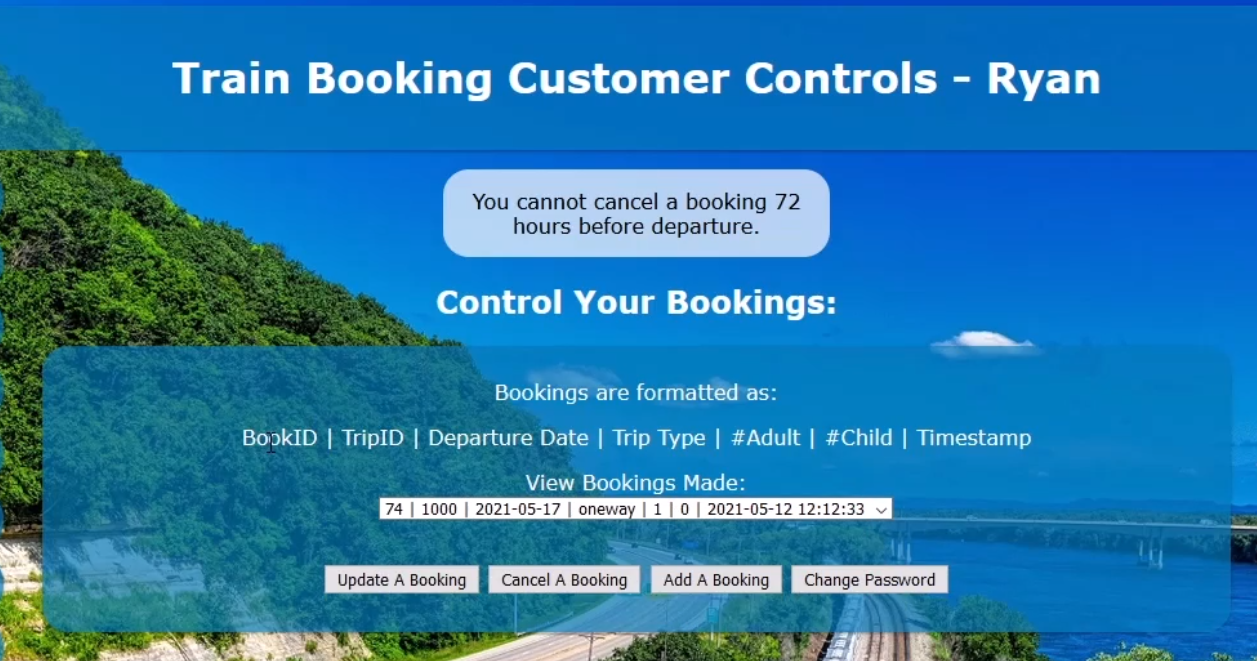 Train Booking Customer Controls - Ryan
You cannot cancel a booking 72
hours before departure.
Control Your Bookings:
Bookings are formatted as:
BookID | TripID | Departure Date | Trip Type | #Adult | #Child | Timestamp
View Bookings Made:
74 | 1000 | 2021-05-17 | oneway | 1 | 0 | 2021-05-12 12:12:33
Update A Booking Cancel A Booking Add A Booking Change Password